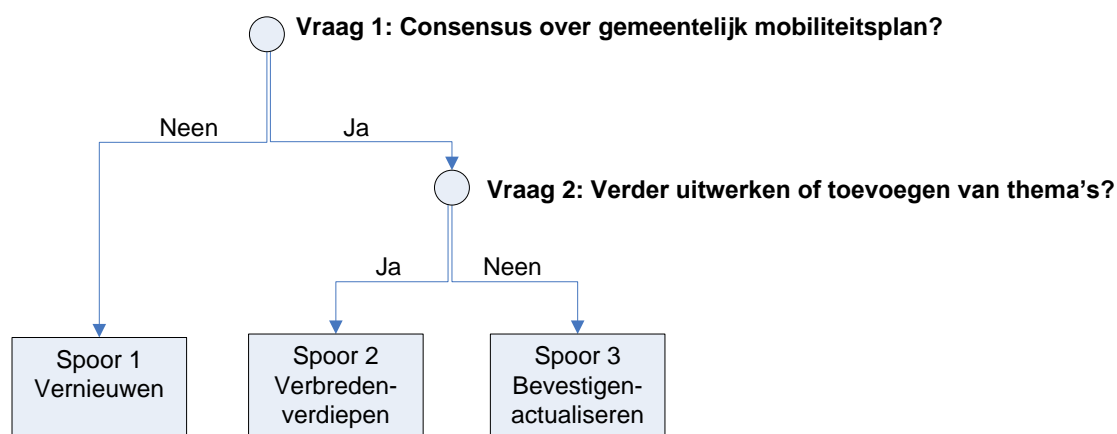 Vraag 1: Consensus over gemeentelijk mobiliteitsplan?
Neen
Ja
Vraag 2: Verder uitwerken of toevoegen van thema's?
Ja
Neen
Spoor 1
Vernieuwen
Spoor 2
Verbreden-
verdiepen
Spoor 3
Bevestigen-
actualiseren